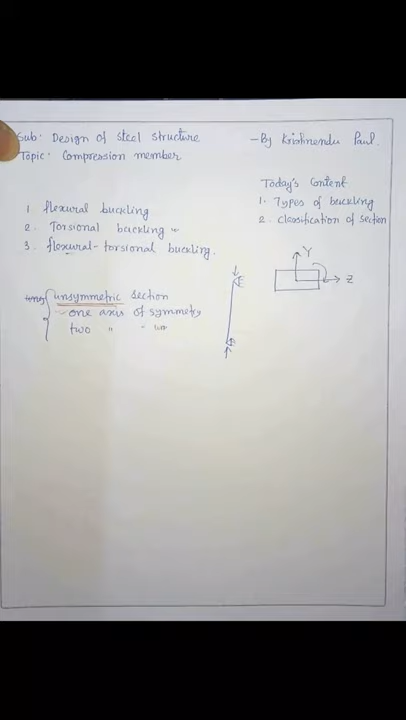 Sub: Design of steel structure
- By Krishnendu Paul.
Topic: Compression member
Today's Content
1. Types of buckling
2. Classification of section
1 flexural buckling
2. Torsional backling
3. flexural-torsional buckling.
Y
Z
unsymmetric section
one axis of symmetry
two " "